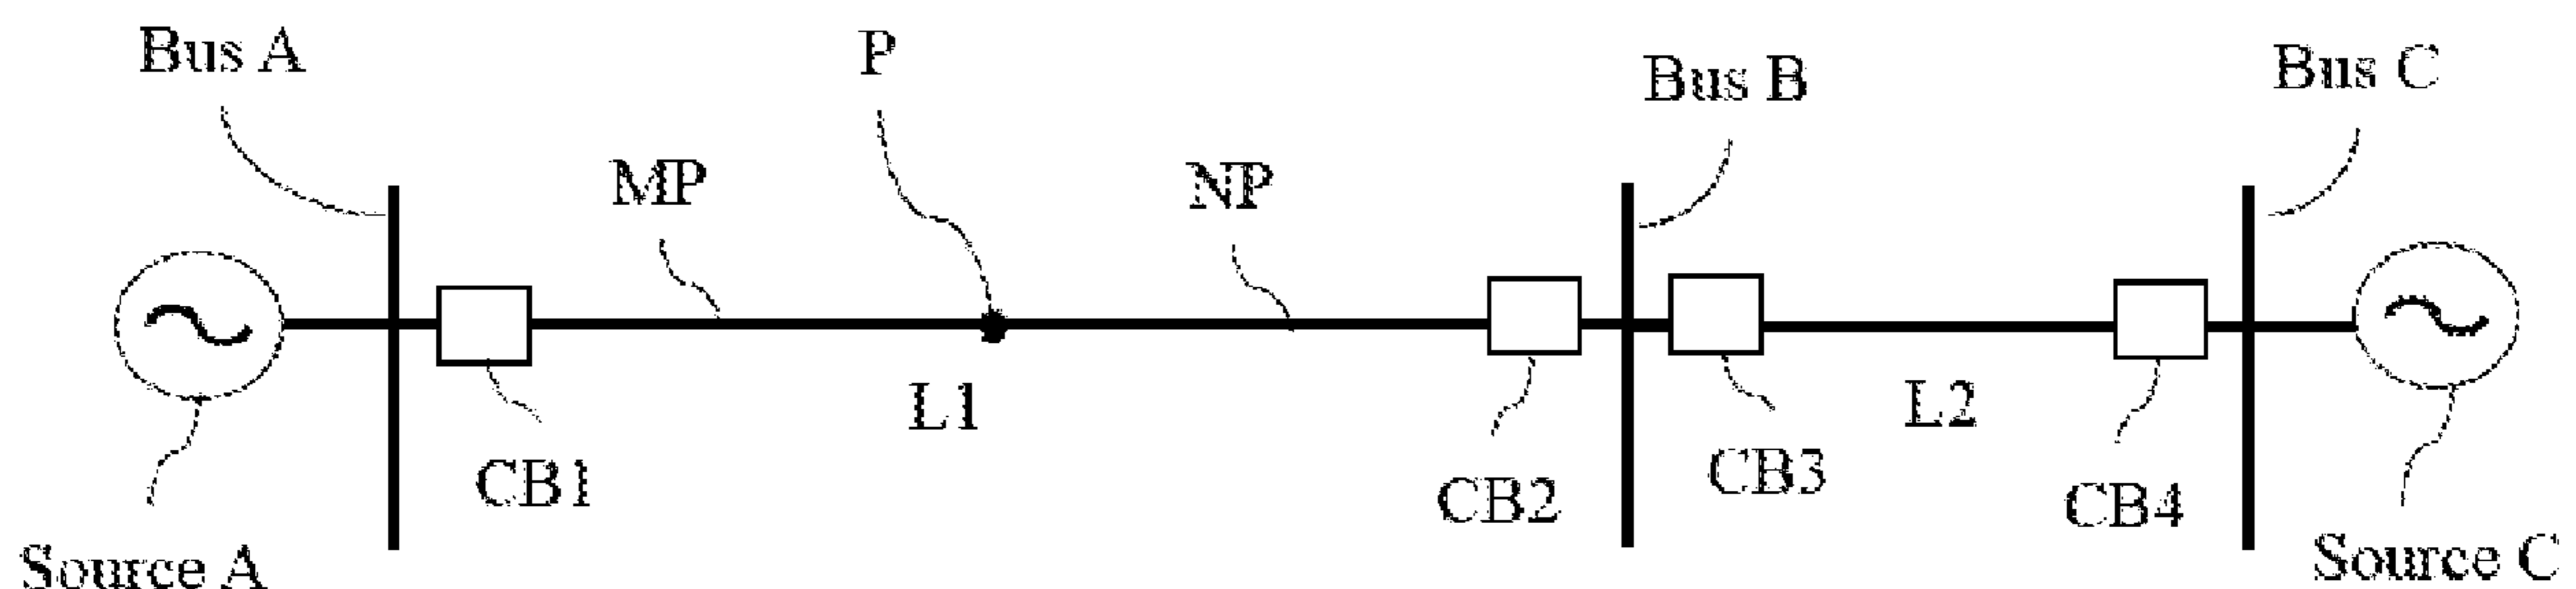 Bus A
P
Bus B
Bus C
MP
NP
L1
L2
CB1
CB2
CB3
CB4
Source A
Source C